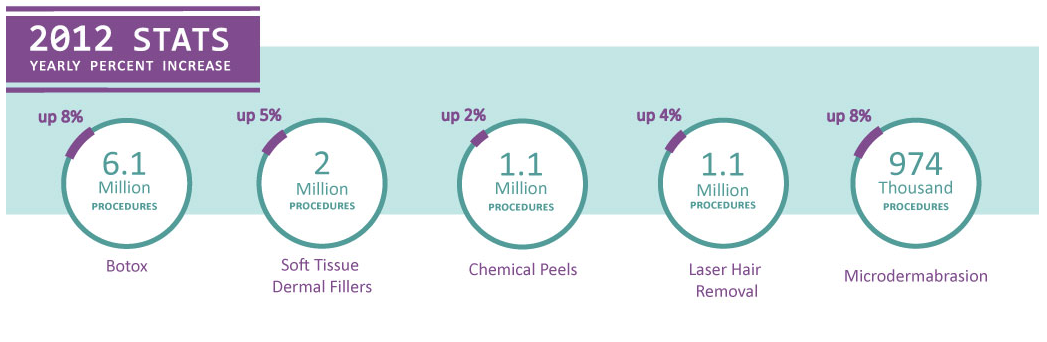 2012 STATS
YEARLY PERCENT INCREASE
up 8%
6.1
Million
PROCEDURES
Botox
up 5%
2
Million
PROCEDURES
Soft Tissue
Dermal Fillers
up 2%
1.1
Million
PROCEDURES
Chemical Peels
up 4%
1.1
Million
PROCEDURES
Laser Hair
Removal
up 8%
974
Thousand
PROCEDURES
Microdermabrasion